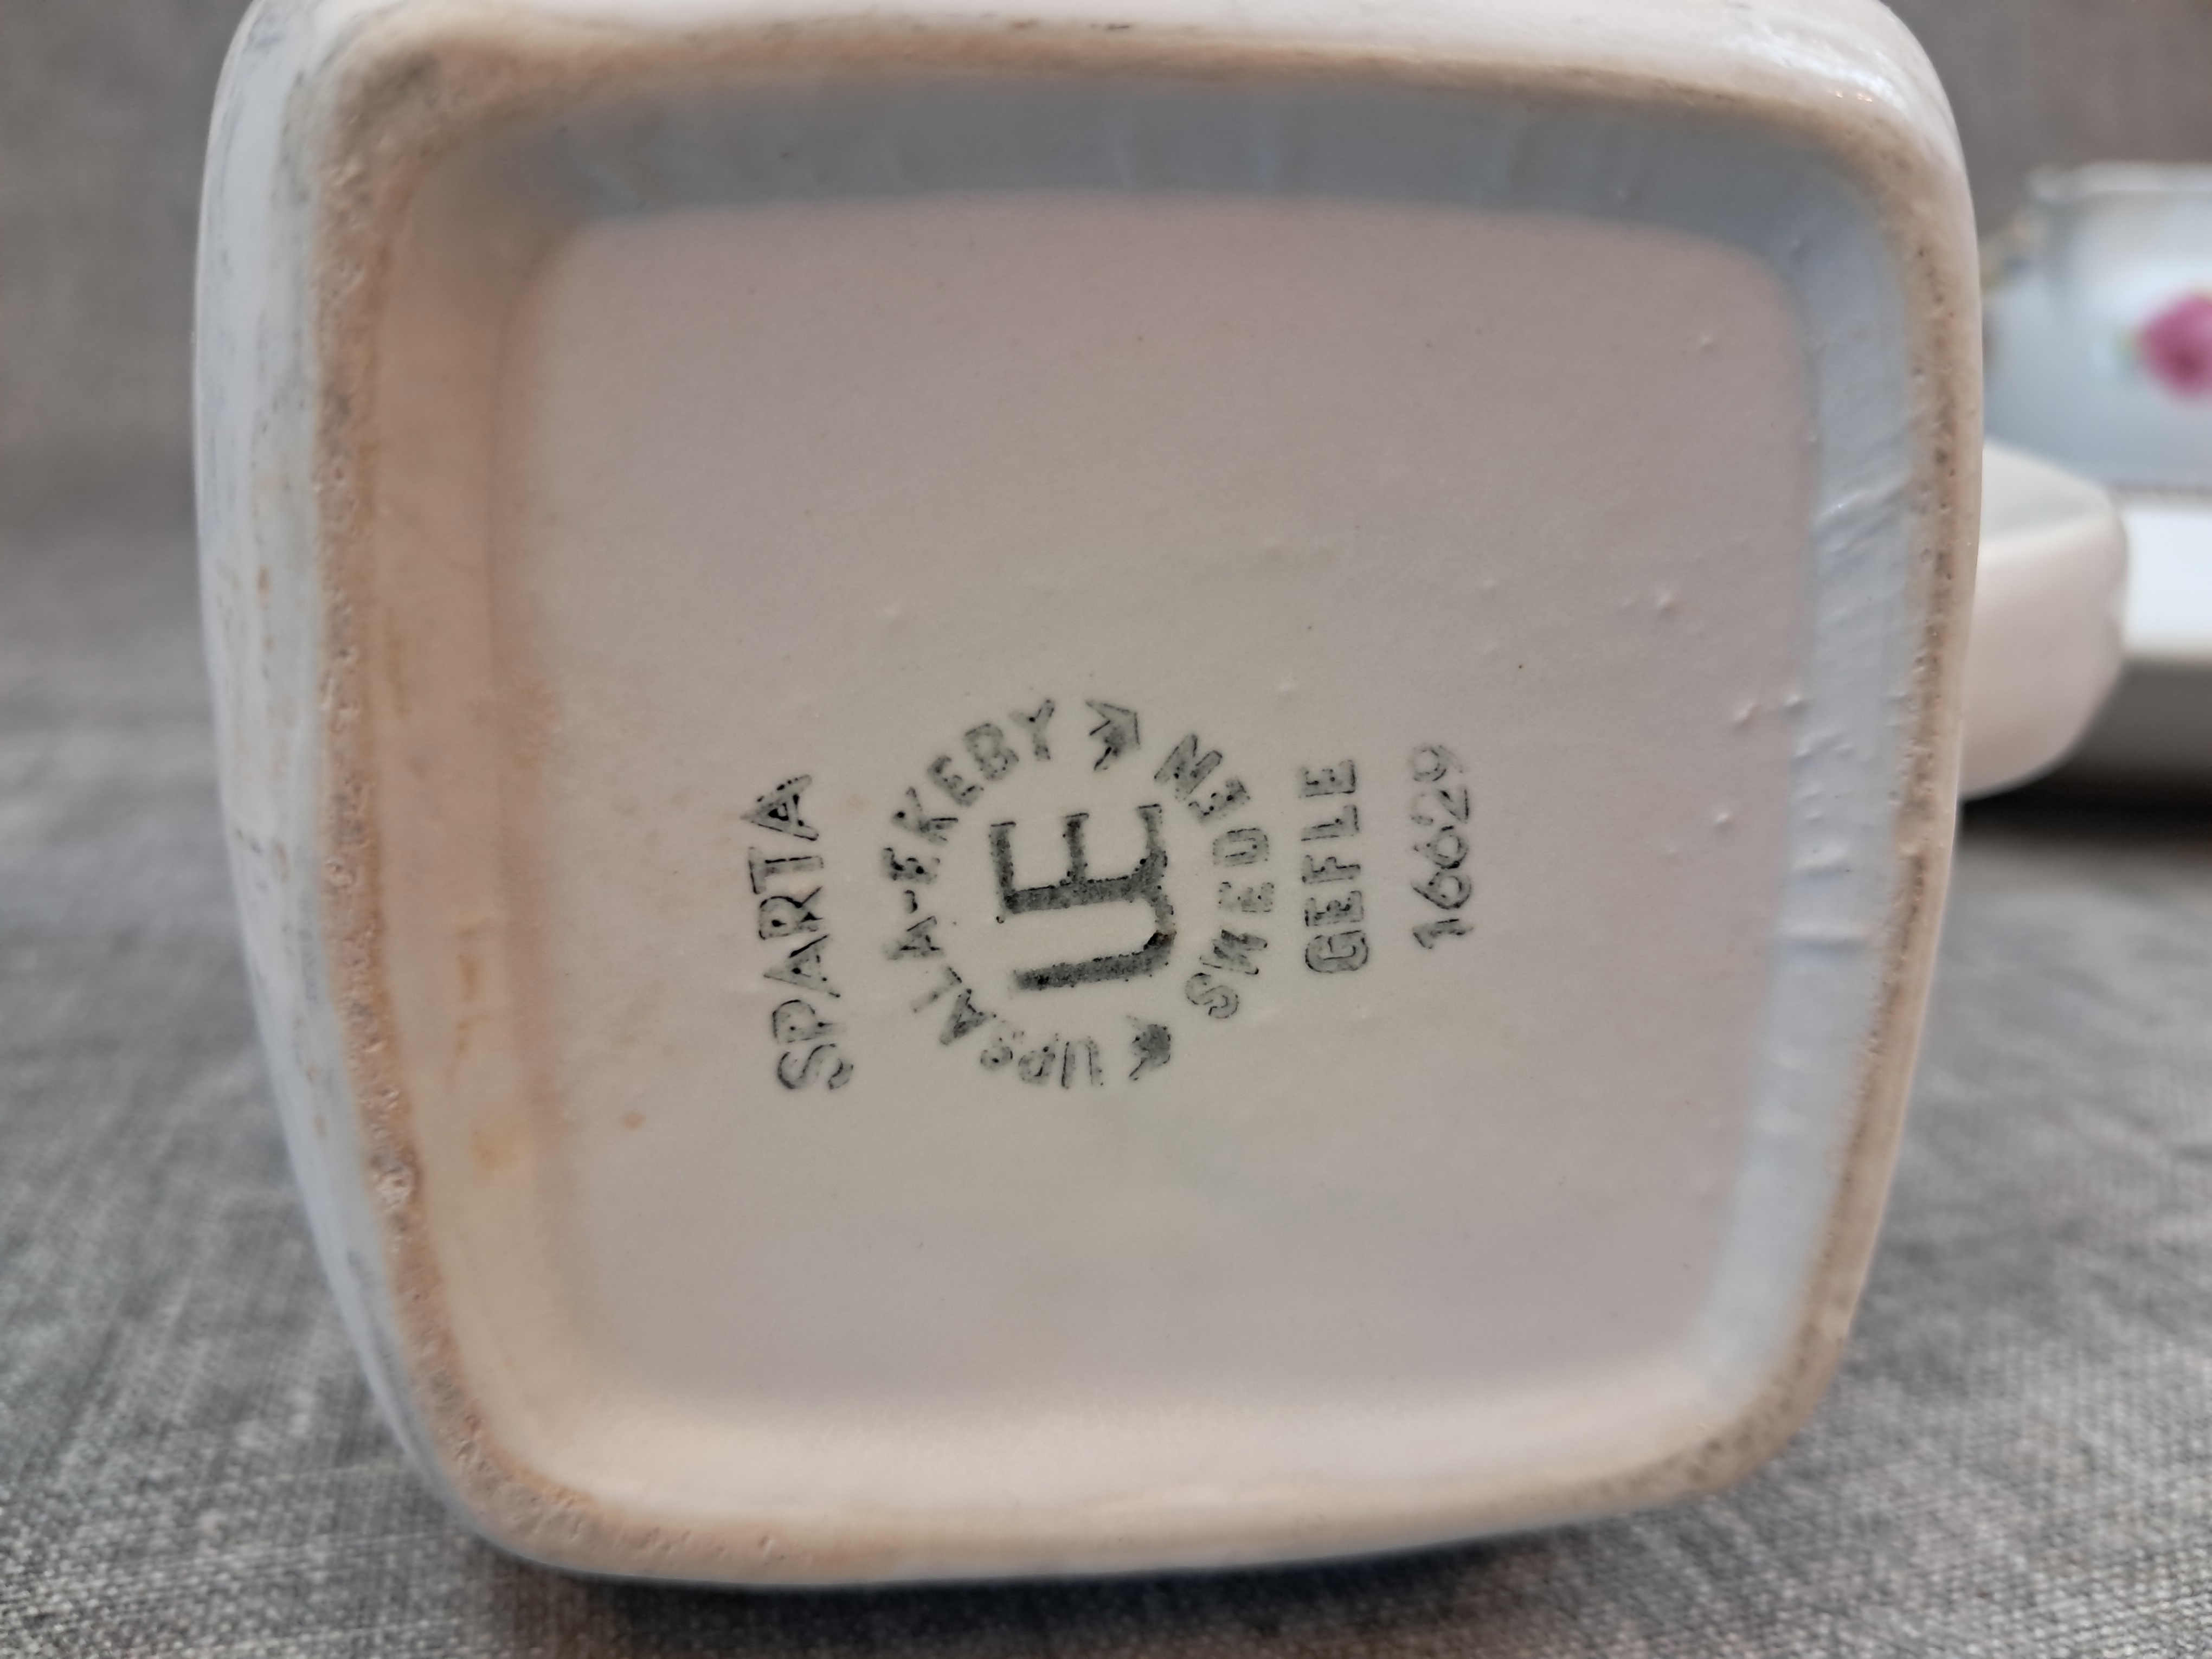 SPARTA
UPSALA-EKEBY
UE
SWEDEN
GEFLE
16629